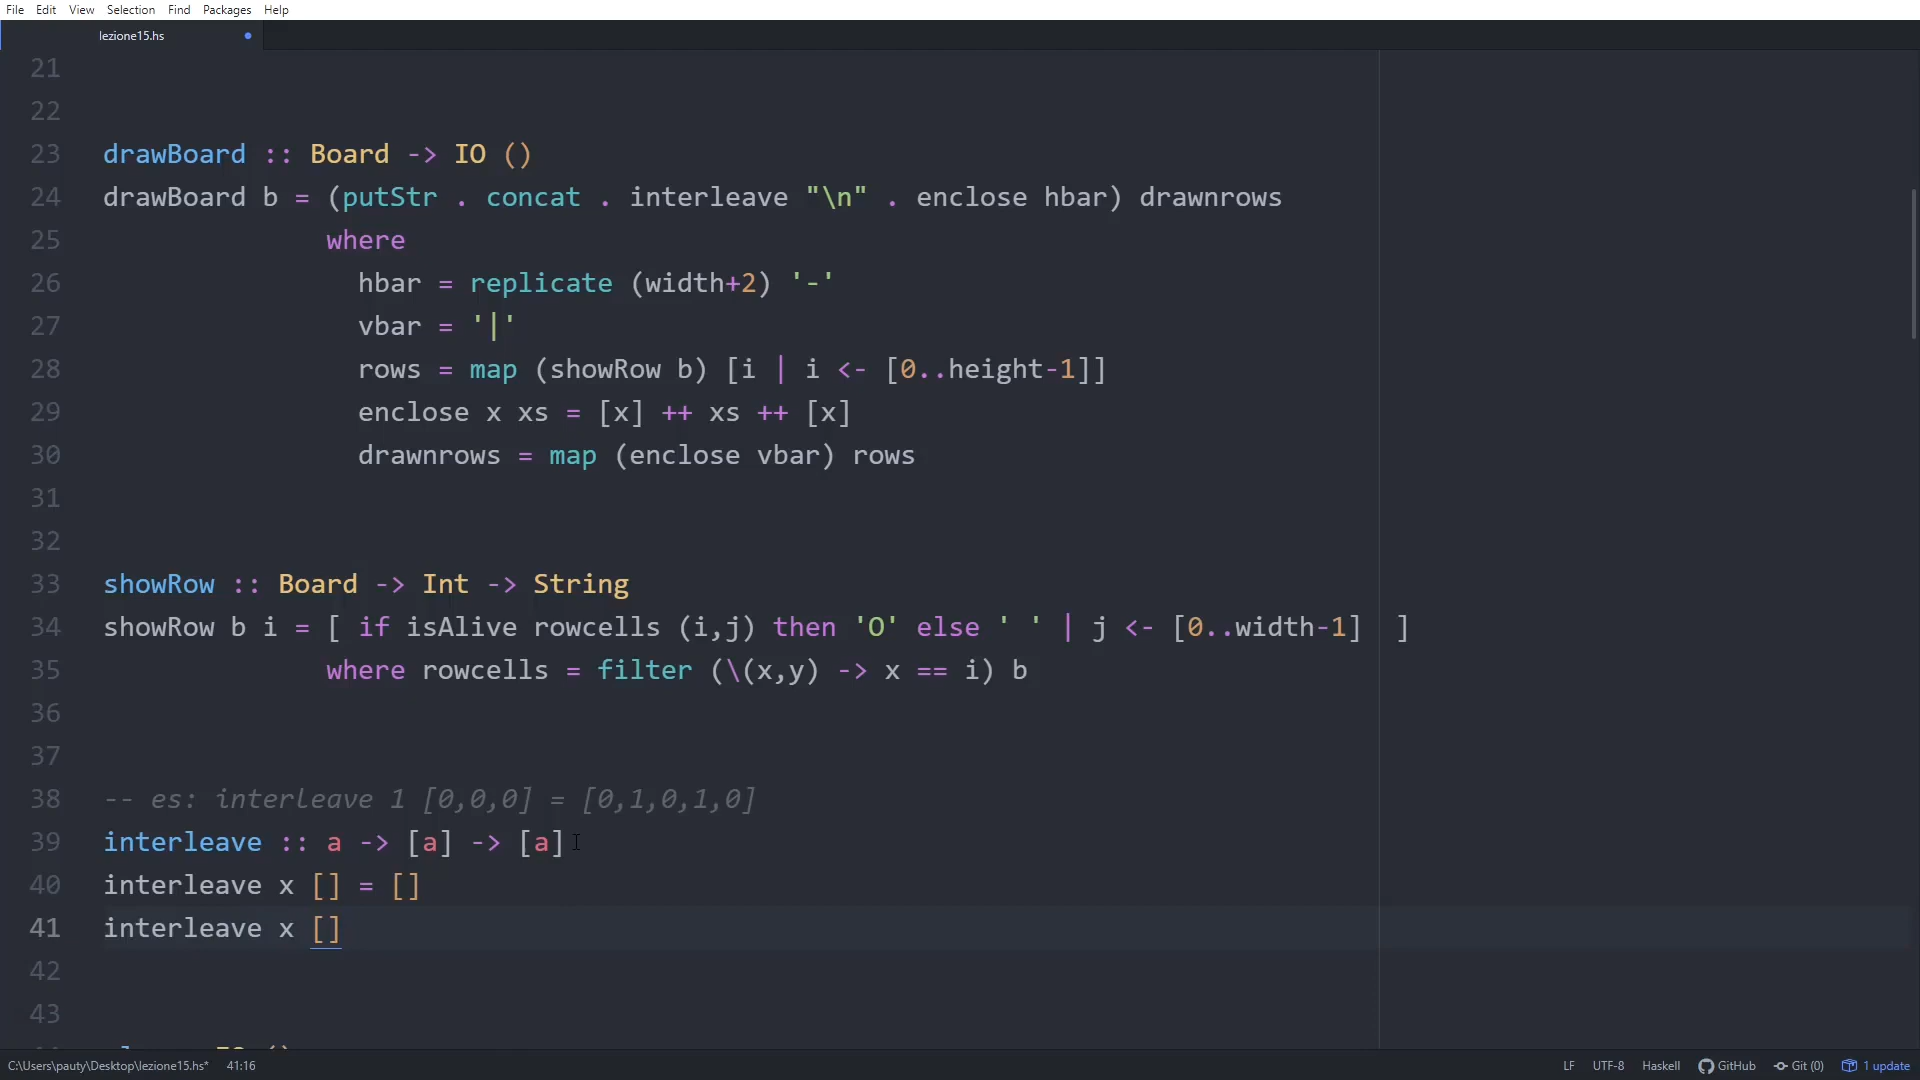 File Edit View Selection Find Packages Help
lezione15.hs
21
22
23 drawBoard :: Board -> IO ()
24 drawBoard b = (putStr . concat . interleave "\n" . enclose hbar) drawnrows
25 where
26 hbar = replicate (width+2) '-'
27 vbar = '|'
28 rows = map (showRow b) [i | i <- [0..height-1]]
29 enclose x xs = [x] ++ xs ++ [x]
30 drawnrows = map (enclose vbar) rows
31
32
33 showRow :: Board -> Int -> String
34 showRow b i = [ if isAlive rowcells (i,j) then 'O' else ' ' | j <- [0..width-1]  ]
35 where rowcells = filter (\(x,y) -> x == i) b
36
37
38 -- es: interleave 1 [0,0,0] = [0,1,0,1,0]
39 interleave :: a -> [a] -> [a]
40 interleave x [] = []
41 interleave x []
42
43
C:\Users\pauty\Desktop\lezione15.hs* 41:16 LF UTF-8 Haskell GitHub Git (0) 1 update